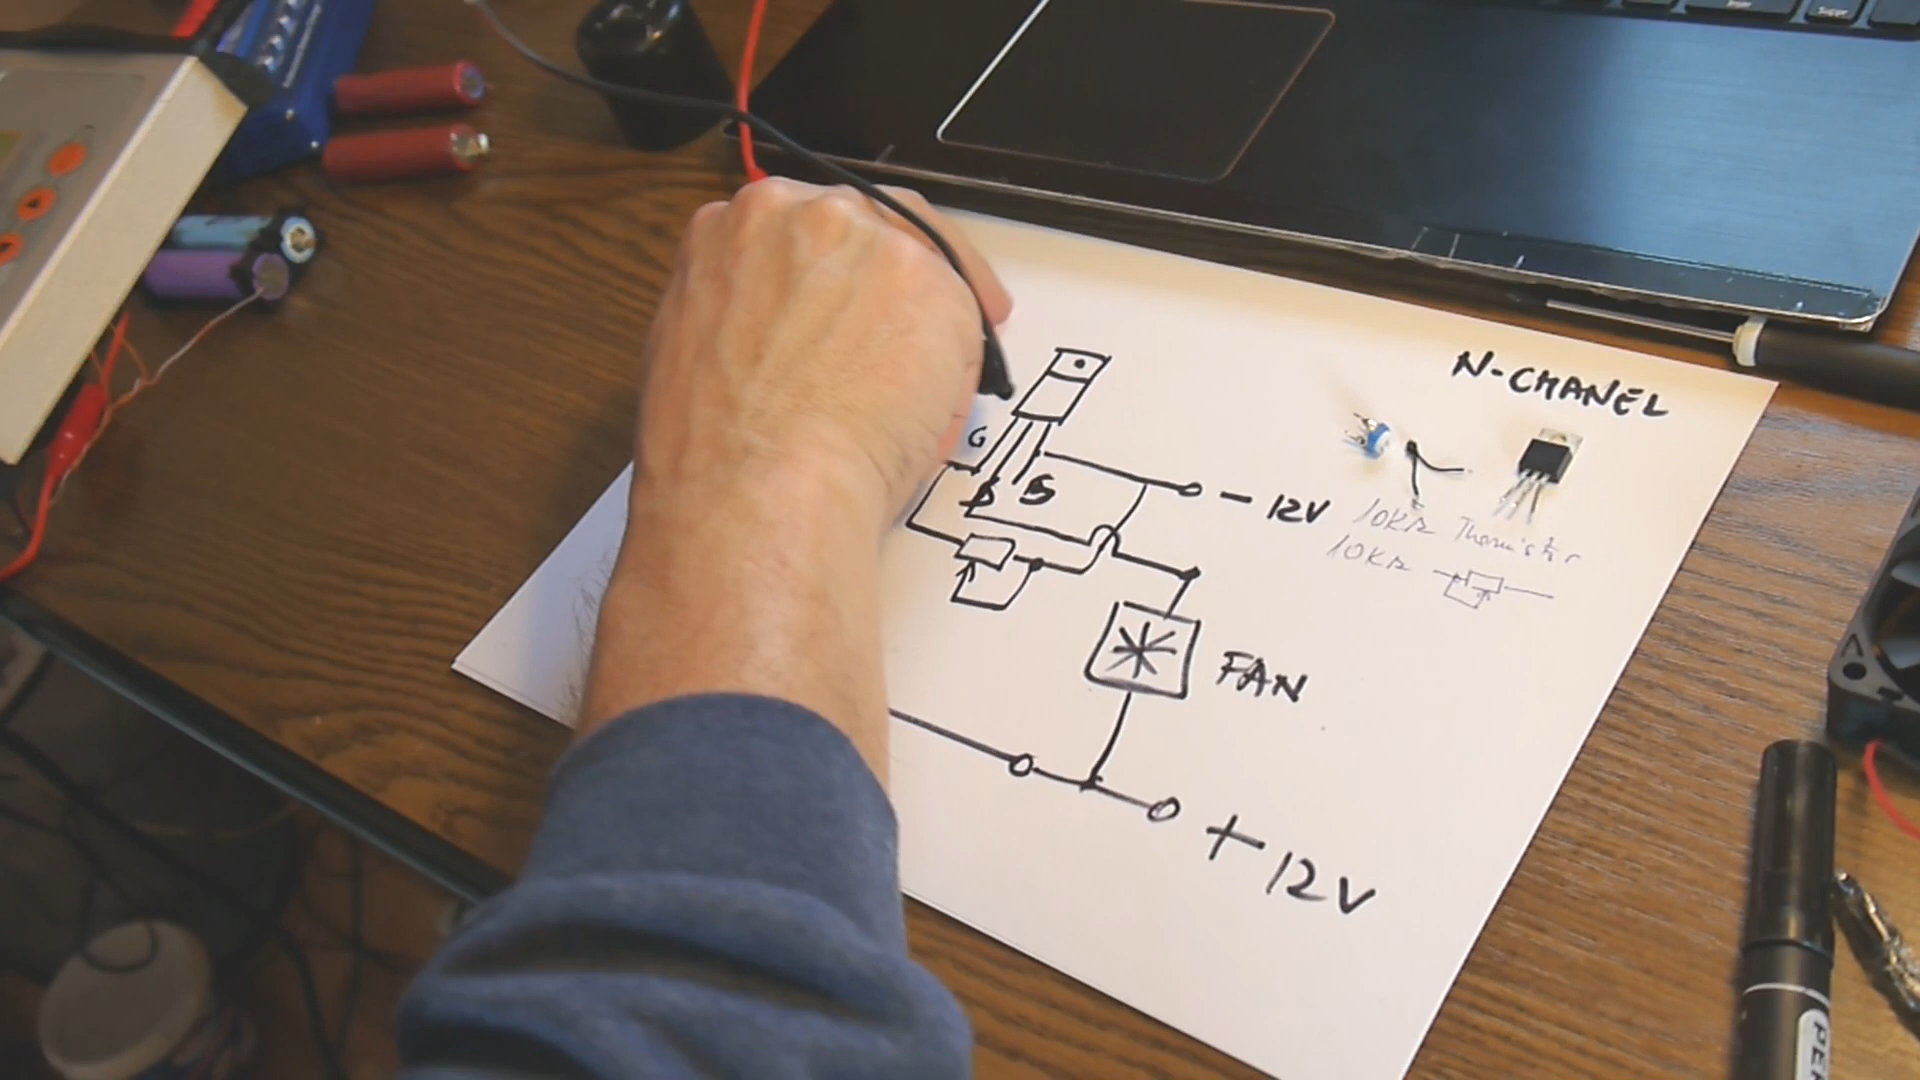 N-CHANEL
G
D S
- 12V
10KΩ Thermistor
10KΩ
FAN
+ 12V